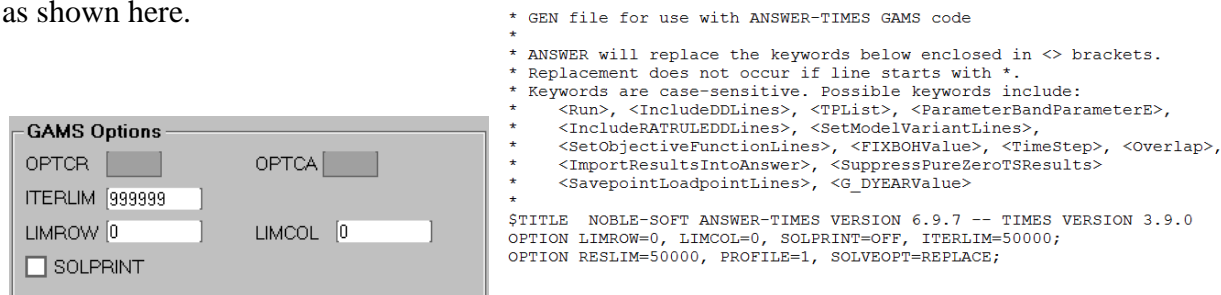 as shown here.
GAMS Options
OPTCR OPTCA
ITERLIM 999999
LIMROW 0 LIMCOL 0
SOLPRINT
* GEN file for use with ANSWER-TIMES GAMS code
*
* ANSWER will replace the keywords below enclosed in <> brackets.
* Replacement does not occur if line starts with *.
* Keywords are case-sensitive. Possible keywords include:
*    <Run>, <IncludeDDLines>, <TPList>, <ParameterBandParameterE>,
*    <IncludeRATRULEDDLines>, <SetModelVariantLines>,
*    <SetObjectiveFunctionLines>, <FIXBOHValue>, <TimeStep>, <Overlap>,
*    <ImportResultsIntoAnswer>, <SuppressPureZeroTSResults>
*    <SavepointLoadpointLines>, <G_DYEARValue>
*
$TITLE  NOBLE-SOFT ANSWER-TIMES VERSION 6.9.7 -- TIMES VERSION 3.9.0
OPTION LIMROW=0, LIMCOL=0, SOLPRINT=OFF, ITERLIM=50000;
OPTION RESLIM=50000, PROFILE=1, SOLVEOPT=REPLACE;